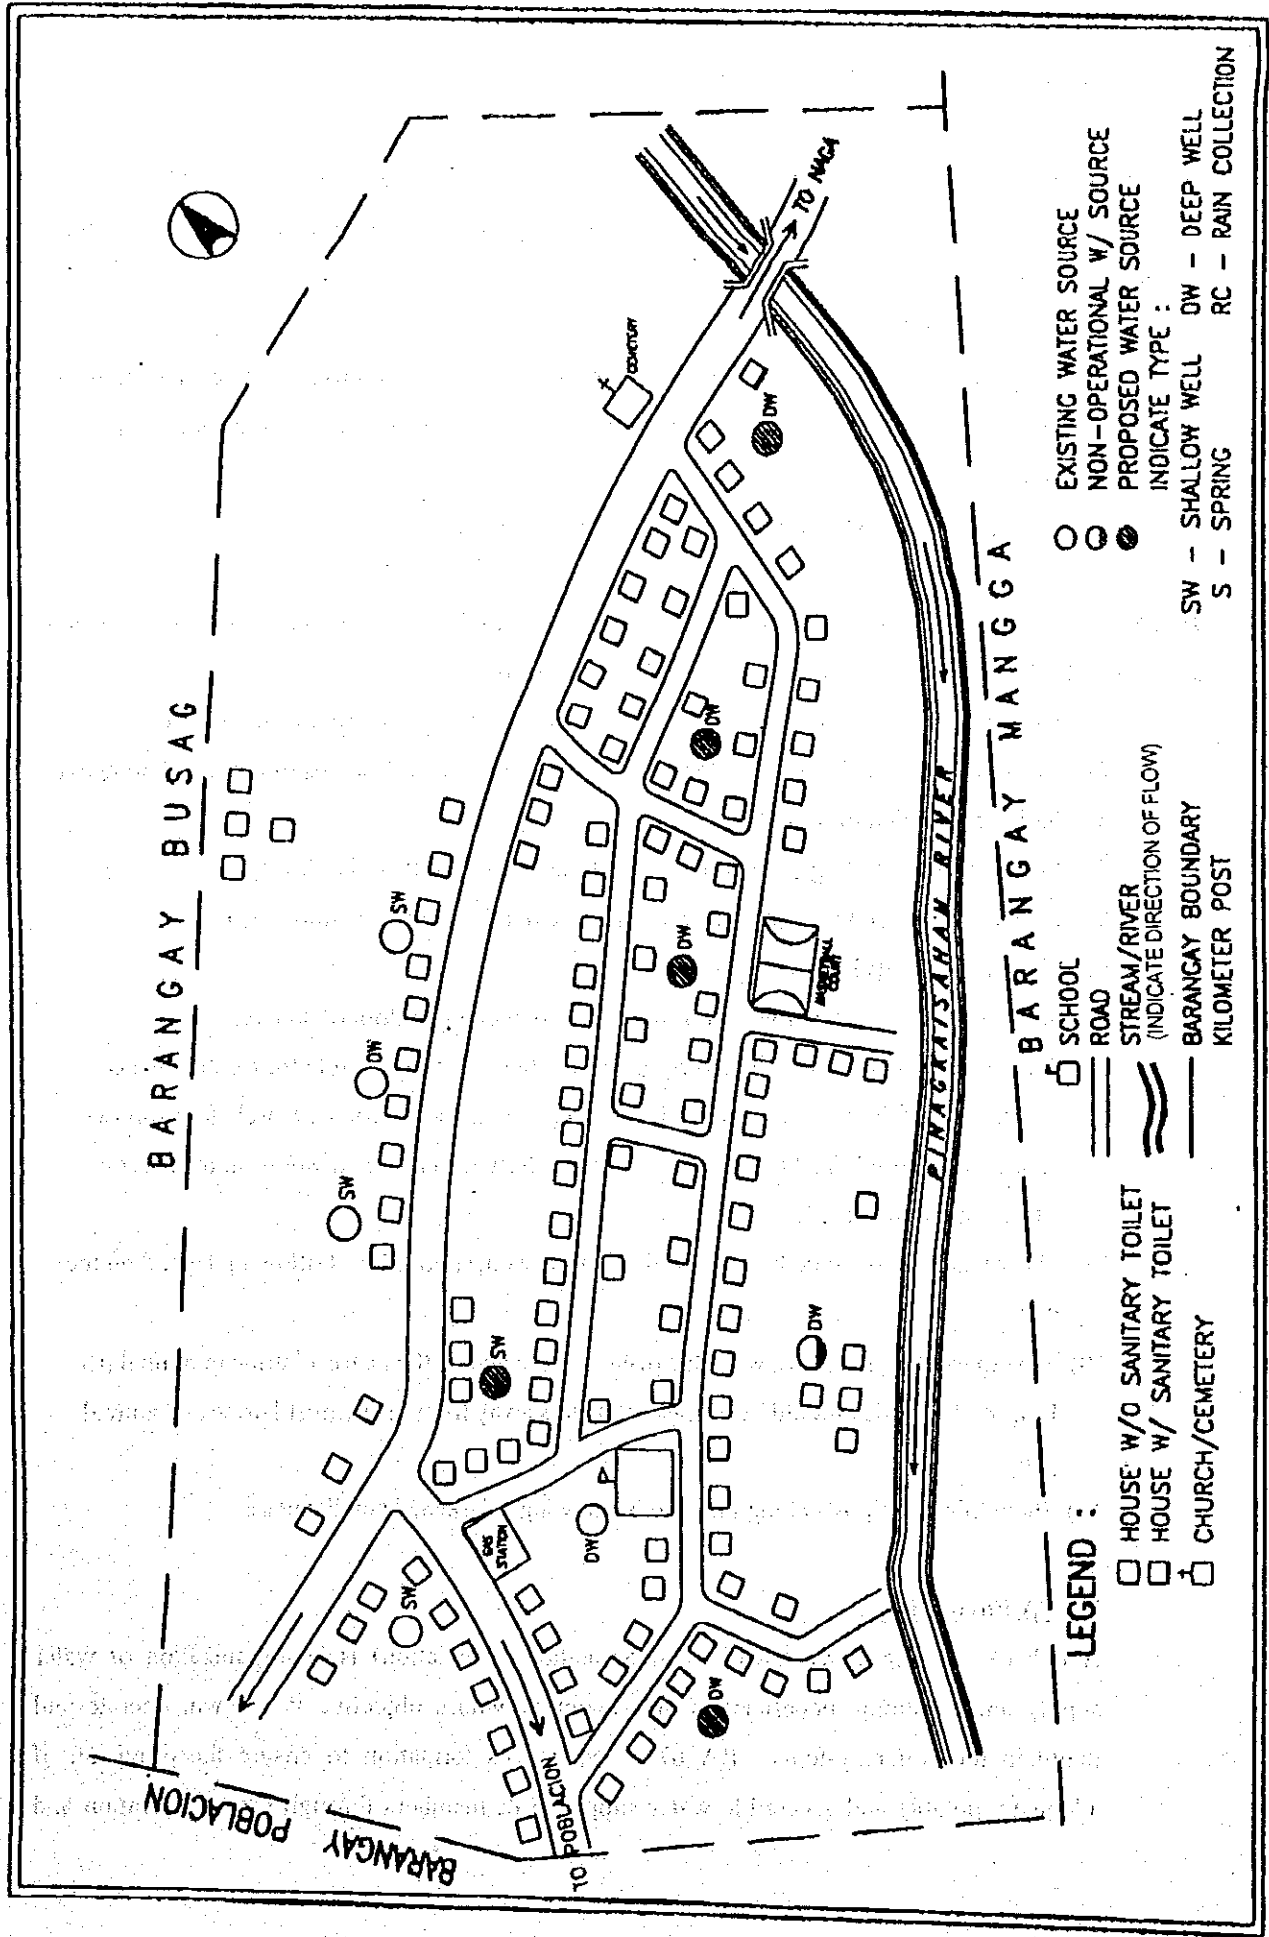 BARANGAY BUSAG
BARANGAY POBLACION
TO POBLACION
TO NAGA
CEMETERY
SW
DW
SW
SW
SW
DW
GAS
STATION
DW
DW
DW
DW
DW
DW
BASKETBALL
COURT
PINAGKAISAHAN RIVER
BARANGAY MANGGA
LEGEND :
HOUSE W/O SANITARY TOILET
HOUSE W/ SANITARY TOILET
CHURCH/CEMETERY
SCHOOL
ROAD
STREAM/RIVER
(INDICATE DIRECTION OF FLOW)
BARANGAY BOUNDARY
KILOMETER POST
EXISTING WATER SOURCE
NON-OPERATIONAL W/ SOURCE
PROPOSED WATER SOURCE
INDICATE TYPE :
SW - SHALLOW WELL DW - DEEP WELL
S - SPRING RC - RAIN COLLECTION